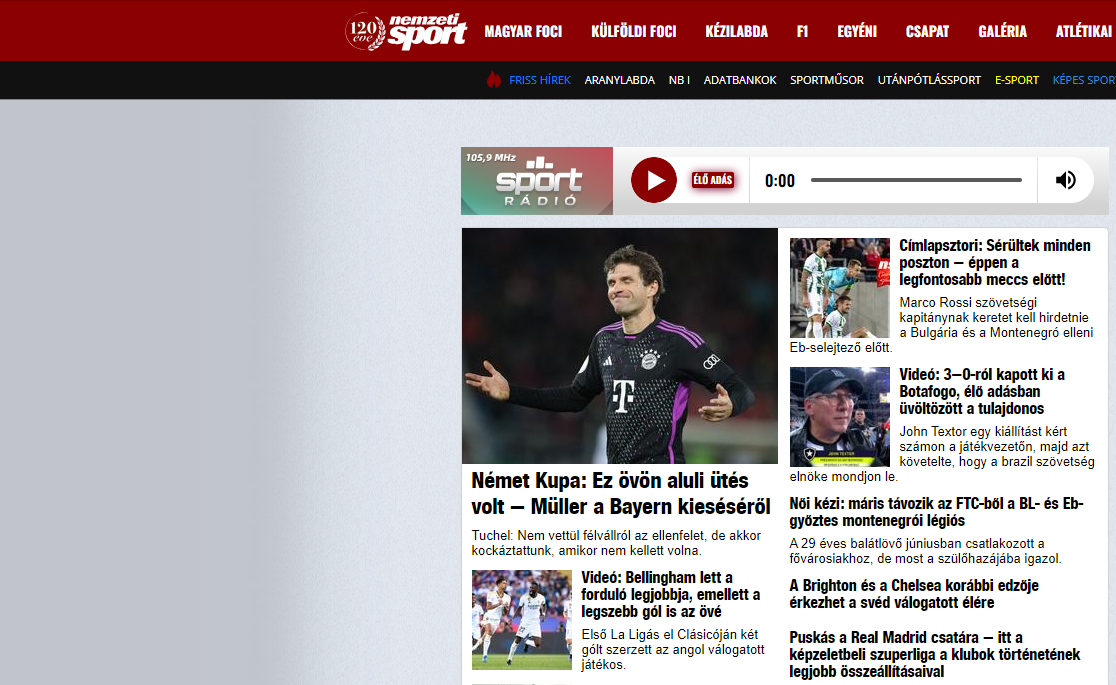 120 éve
nemzeti sport
MAGYAR FOCI KÜLFÖLDI FOCI KÉZILABDA F1 EGYÉNI CSAPAT GALÉRIA ATLÉTIKAI
FRISS HÍREK ARANYLABDA NB I ADATBANKOK SPORTMŰSOR UTÁNPÓTLÁSSPORT E-SPORT KÉPES SPOR
105,9 MHz
sport
RÁDIÓ
ÉLŐ ADÁS
0:00
T
Német Kupa: Ez övön aluli ütés
volt – Müller a Bayern kieséséről
Tuchel: Nem vettül félvállról az ellenfelet, de akkor
kockáztattunk, amikor nem kellett volna.
Videó: Bellingham lett a
forduló legjobbja, emellett a
legszebb gól is az övé
Első La Ligás el Clásicóján két
gólt szerzett az angol válogatott
játékos.
Címlapsztori: Sérültek minden
poszton – éppen a
legfontosabb meccs előtt!
Marco Rossi szövetségi
kapitánynak keretet kell hirdetnie
a Bulgária és a Montenegró elleni
Eb-selejtező előtt.
Videó: 3–0-ról kapott ki a
Botafogo, élő adásban
üvöltözött a tulajdonos
JOHN TEXTOR
John Textor egy kiállítást kért
számon a játékvezetőn, majd azt
követelte, hogy a brazil szövetség
elnöke mondjon le.
Női kézi: máris távozik az FTC-ből a BL- és Eb-
győztes montenegrói légiós
A 29 éves balátlövő júniusban csatlakozott a
fővárosiakhoz, de most a szülőhazájába igazol.
A Brighton és a Chelsea korábbi edzője
érkezhet a svéd válogatott élére
Puskás a Real Madrid csatára – itt a
képzeletbeli szuperliga a klubok történetének
legjobb összeállításaival